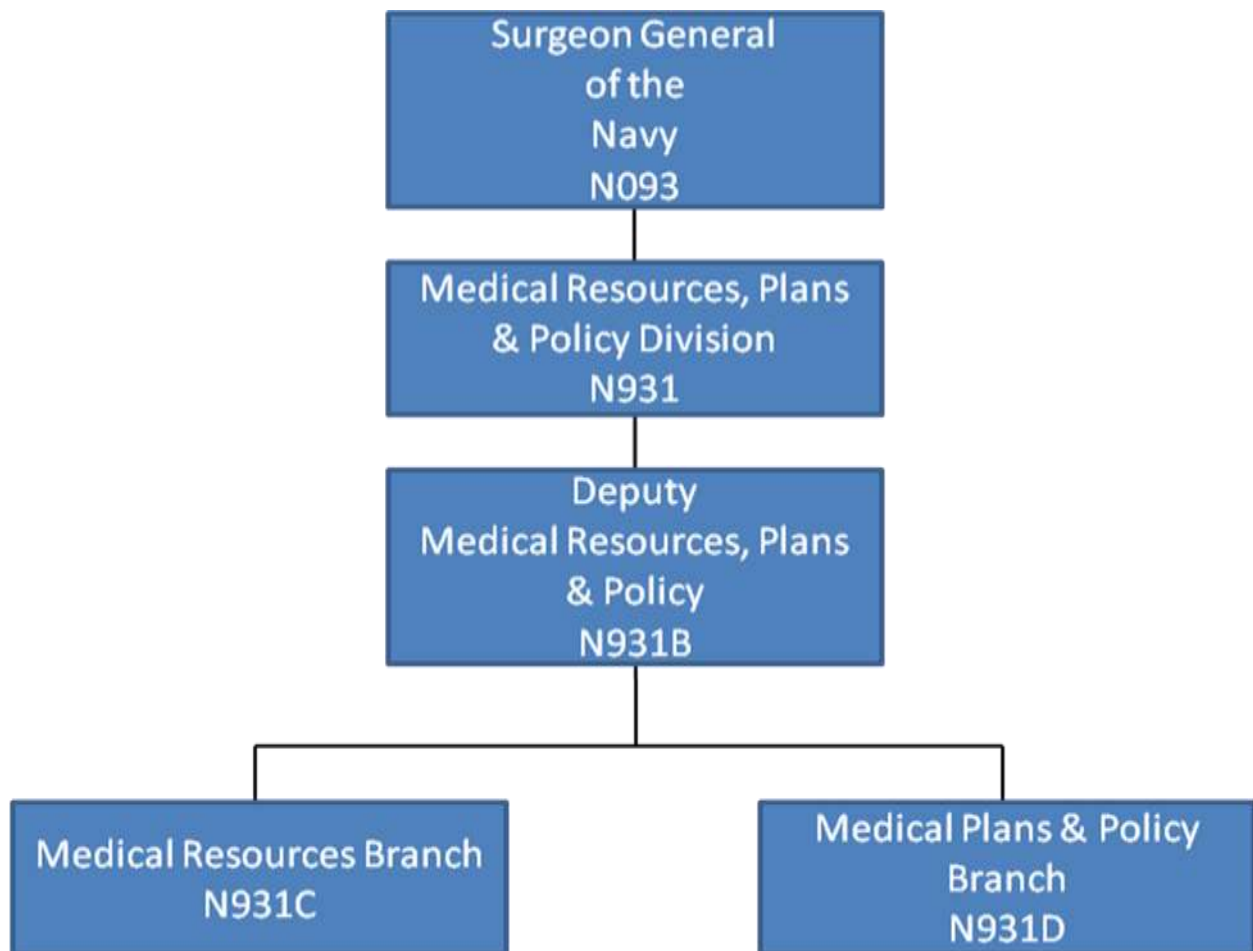 Surgeon General
of the
Navy
N093
Medical Resources, Plans
& Policy Division
N931
Deputy
Medical Resources, Plans
& Policy
N931B
Medical Resources Branch
N931C
Medical Plans & Policy
Branch
N931D